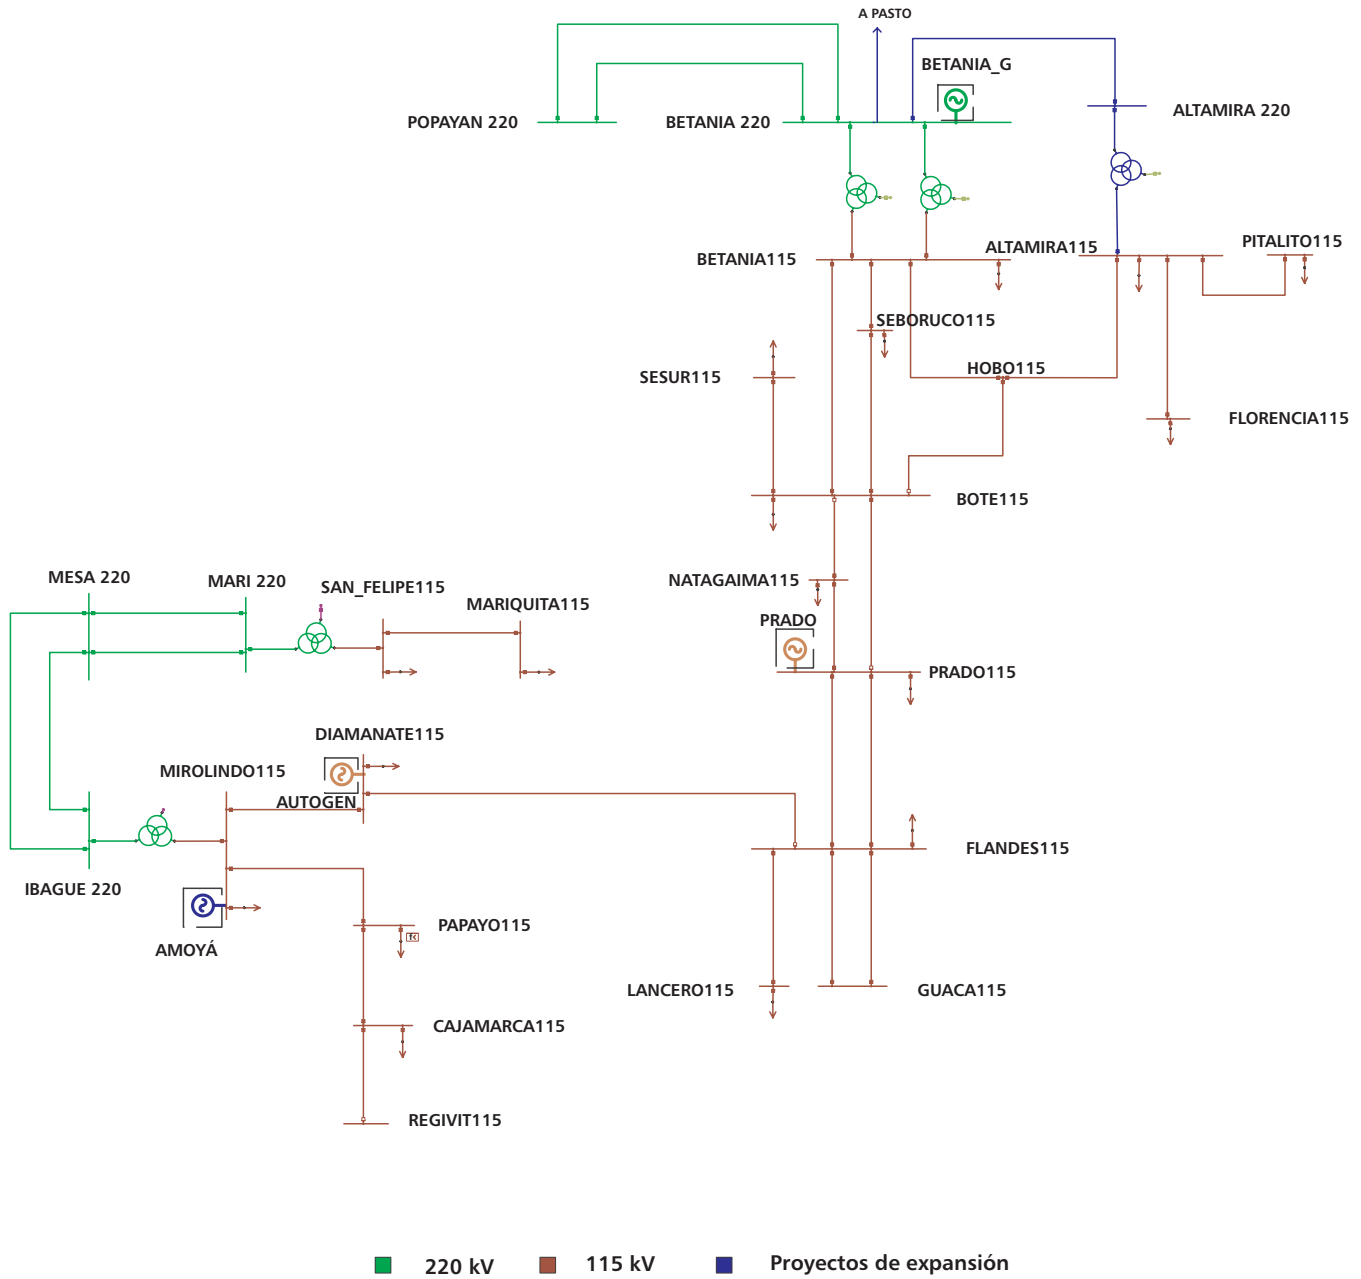 A PASTO
BETANIA_G
POPAYAN 220
BETANIA 220
ALTAMIRA 220
BETANIA115
ALTAMIRA115
PITALITO115
SEBORUCO115
SESUR115
HOBO115
FLORENCIA115
BOTE115
MESA 220
MARI 220
SAN_FELIPE115
MARIQUITA115
NATAGAIMA115
PRADO
PRADO115
DIAMANATE115
MIROLINDO115
AUTOGEN
FLANDES115
IBAGUE 220
AMOYÁ
PAPAYO115
LANCERO115
GUACA115
CAJAMARCA115
REGIVIT115
220 kV
115 kV
Proyectos de expansión